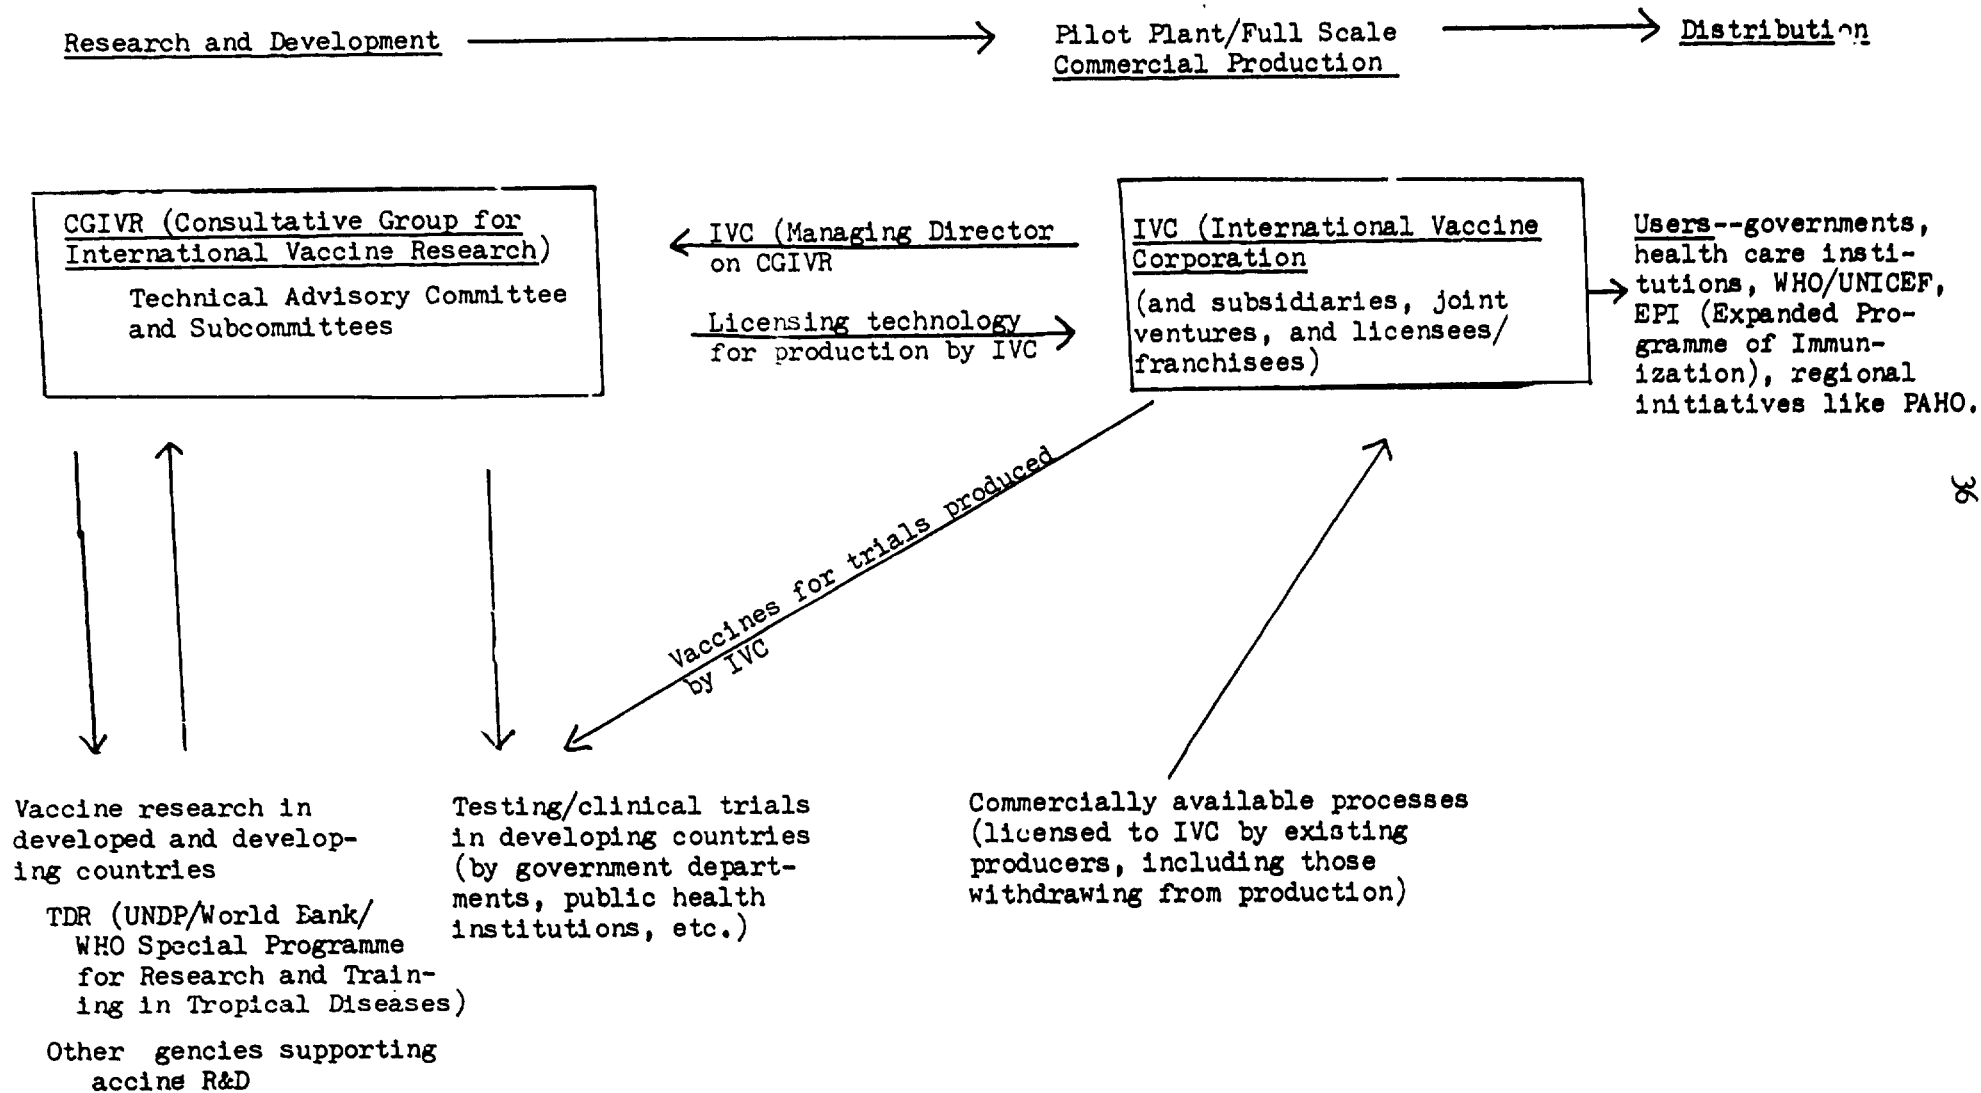 Research and Development
Pilot Plant/Full Scale
Commercial Production
Distribution
CGIVR (Consultative Group for
International Vaccine Research)
Technical Advisory Committee
and Subcommittees
IVC (Managing Director
on CGIVR
Licensing technology
for production by IVC
IVC (International Vaccine
Corporation
(and subsidiaries, joint
ventures, and licensees/
franchisees)
Users--governments,
health care insti-
tutions, WHO/UNICEF,
EPI (Expanded Pro-
gramme of Immun-
ization), regional
initiatives like PAHO.
36
Vaccines for trials produced
by IVC
Vaccine research in
developed and develop-
ing countries
TDR (UNDP/World Bank/
WHO Special Programme
for Research and Train-
ing in Tropical Diseases)
Other gencies supporting
accine R&D
Testing/clinical trials
in developing countries
(by government depart-
ments, public health
institutions, etc.)
Commercially available processes
(licensed to IVC by existing
producers, including those
withdrawing from production)